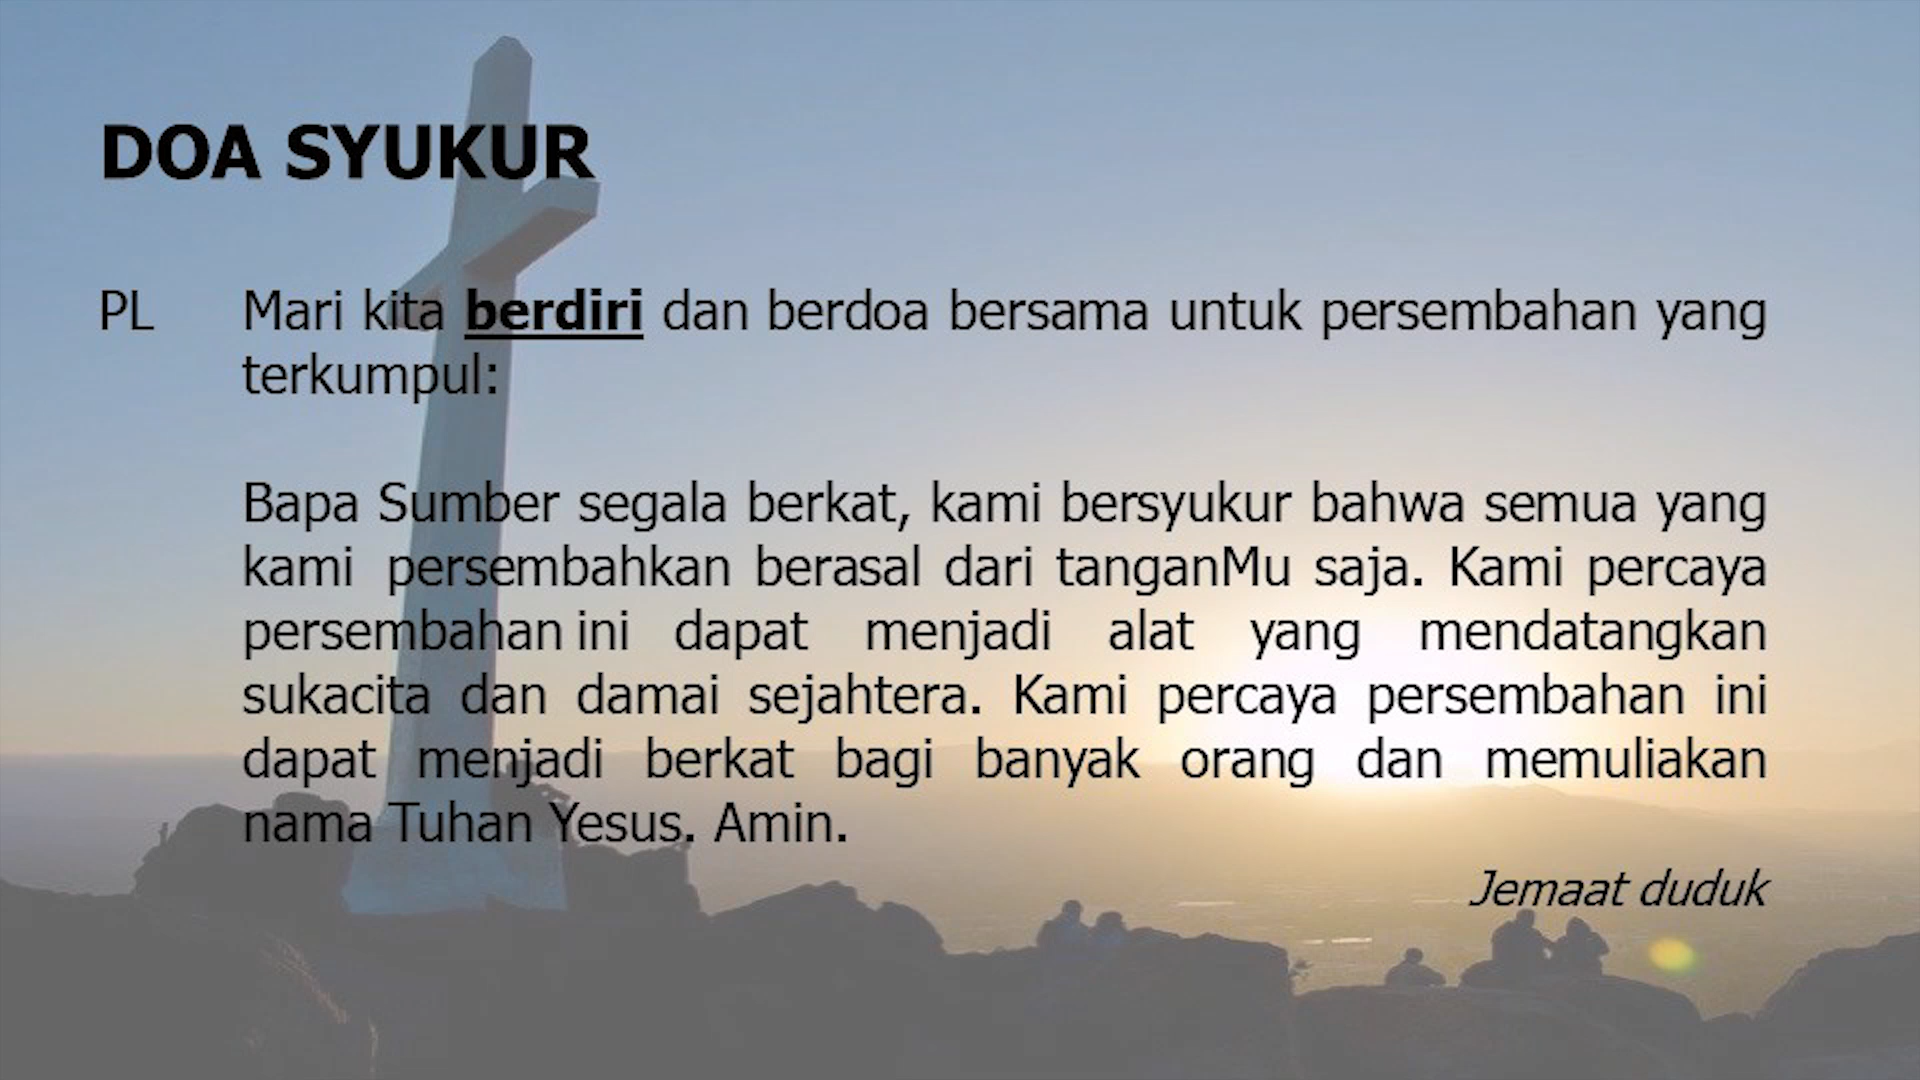 DOA SYUKUR
PL Mari kita berdiri dan berdoa bersama untuk persembahan yang
terkumpul:
Bapa Sumber segala berkat, kami bersyukur bahwa semua yang
kami persembahkan berasal dari tanganMu saja. Kami percaya
persembahan ini dapat menjadi alat yang mendatangkan
sukacita dan damai sejahtera. Kami percaya persembahan ini
dapat menjadi berkat bagi banyak orang dan memuliakan
nama Tuhan Yesus. Amin.
Jemaat duduk